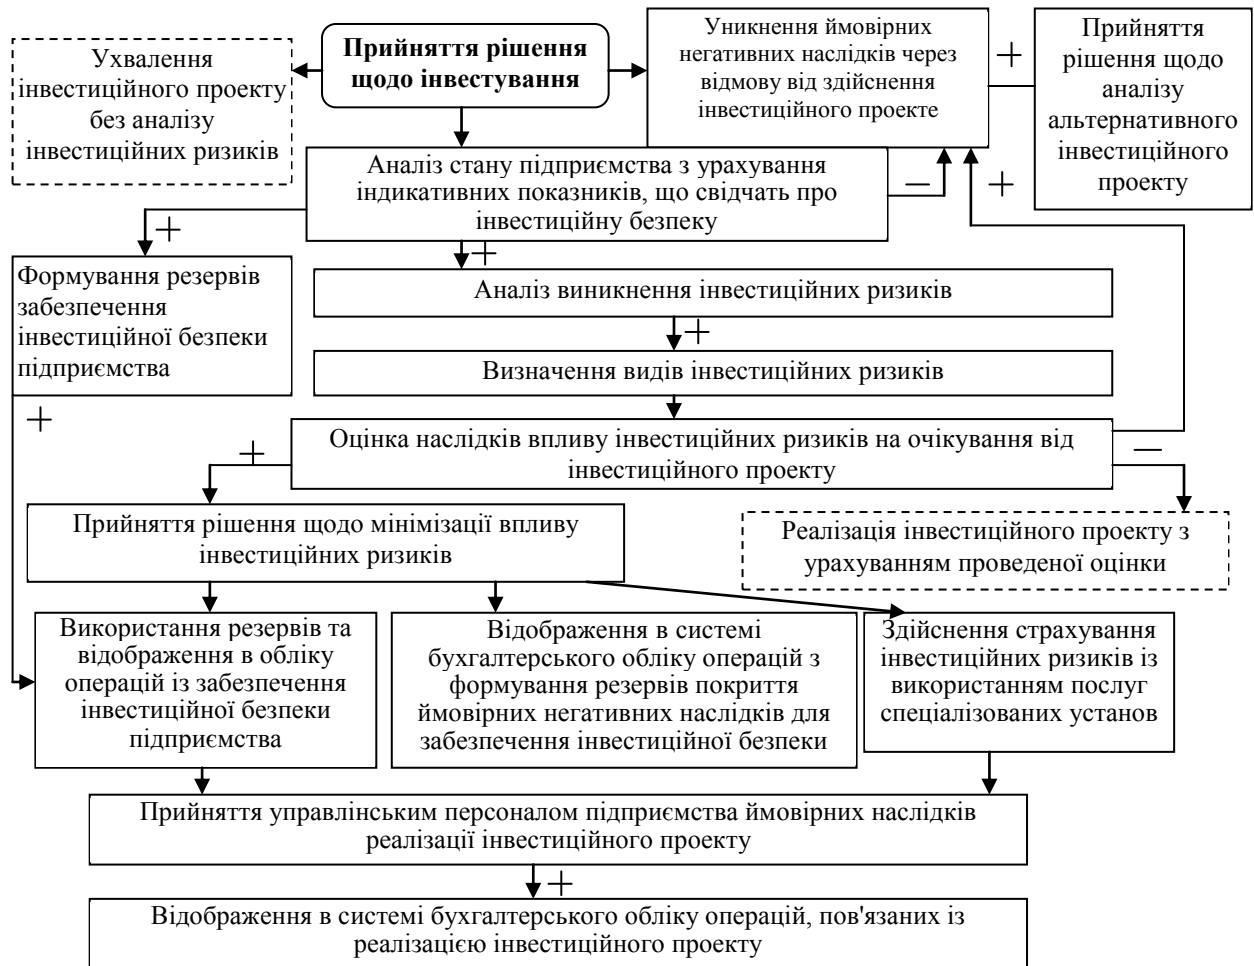 Ухвалення
інвестиційного проекту
без аналізу
інвестиційних ризиків
Прийняття рішення
щодо інвестування
Уникнення ймовірних
негативних наслідків через
відмову від здійснення
інвестиційного проекте
+
Прийняття
рішення щодо
аналізу
альтернативного
інвестиційного
проекту
Аналіз стану підприємства з урахування
індикативних показників, що свідчать про
інвестиційну безпеку
−
+
+
+
Формування резервів
забезпечення
інвестиційної безпеки
підприємства
Аналіз виникнення інвестиційних ризиків
+
Визначення видів інвестиційних ризиків
+
Оцінка наслідків впливу інвестиційних ризиків на очікування від
інвестиційного проекту
+
−
Прийняття рішення щодо мінімізації впливу
інвестиційних ризиків
Реалізація інвестиційного проекту з
урахуванням проведеної оцінки
Використання резервів та
відображення в обліку
операцій із забезпечення
інвестиційної безпеки
підприємства
Відображення в системі
бухгалтерського обліку операцій з
формування резервів покриття
ймовірних негативних наслідків для
забезпечення інвестиційної безпеки
Здійснення страхування
інвестиційних ризиків із
використанням послуг
спеціалізованих установ
Прийняття управлінським персоналом підприємства ймовірних наслідків
реалізації інвестиційного проекту
+
Відображення в системі бухгалтерського обліку операцій, пов'язаних із
реалізацією інвестиційного проекту